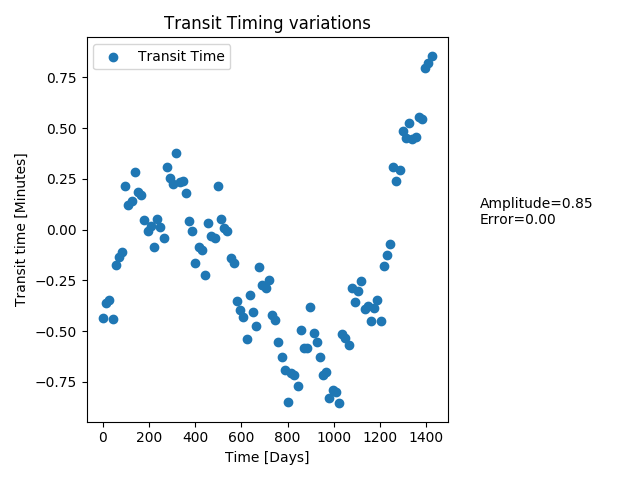 Transit Timing variations
Transit Time
Transit time [Minutes]
0.75
0.50
0.25
0.00
−0.25
−0.50
−0.75
0 200 400 600 800 1000 1200 1400
Time [Days]
Amplitude=0.85
Error=0.00